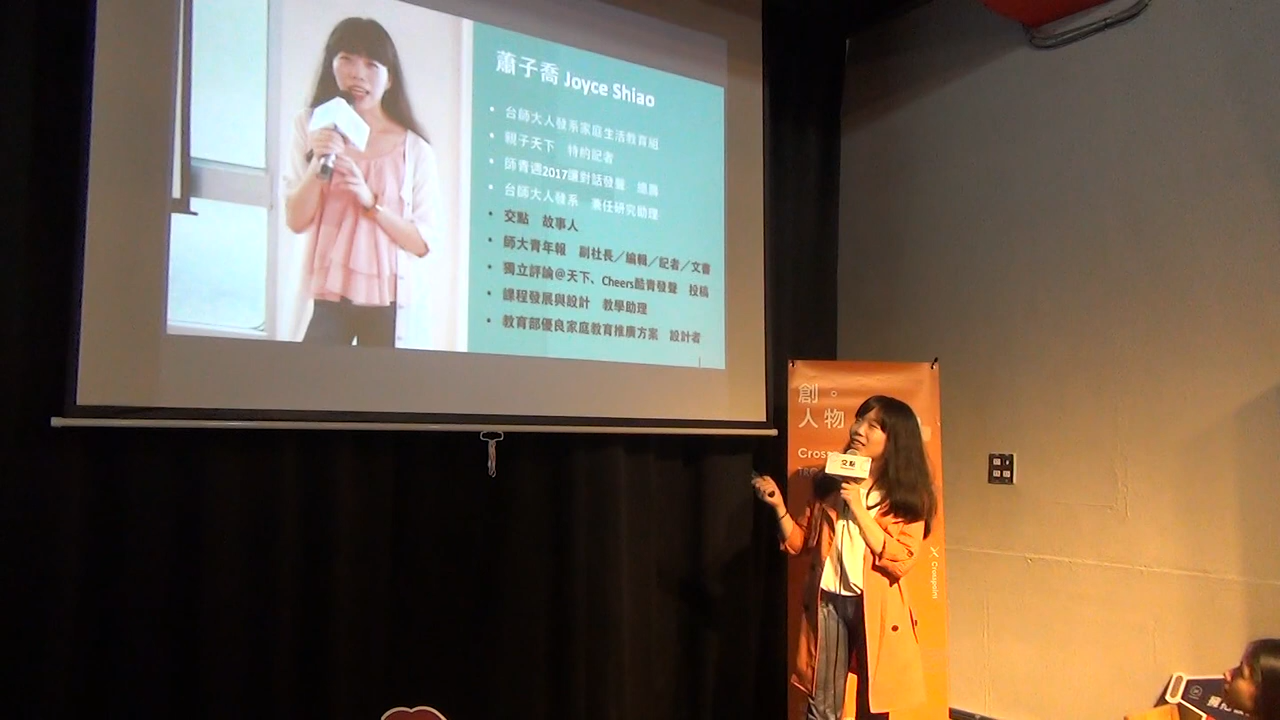 蕭子喬 Joyce Shiao
• 台師大人發系家庭生活教育組
• 親子天下 特約記者
• 師青週2017讓對話發聲 總籌
• 台師大人發系 兼任研究助理
• 交點 故事人
• 師大青年報 副社長／編輯／記者／文書
• 獨立評論@天下、Cheers酷青發聲 投稿
• 課程發展與設計 教學助理
• 教育部優良家庭教育推廣方案 設計者
創。
人物
Cross
交點
Crosspoint